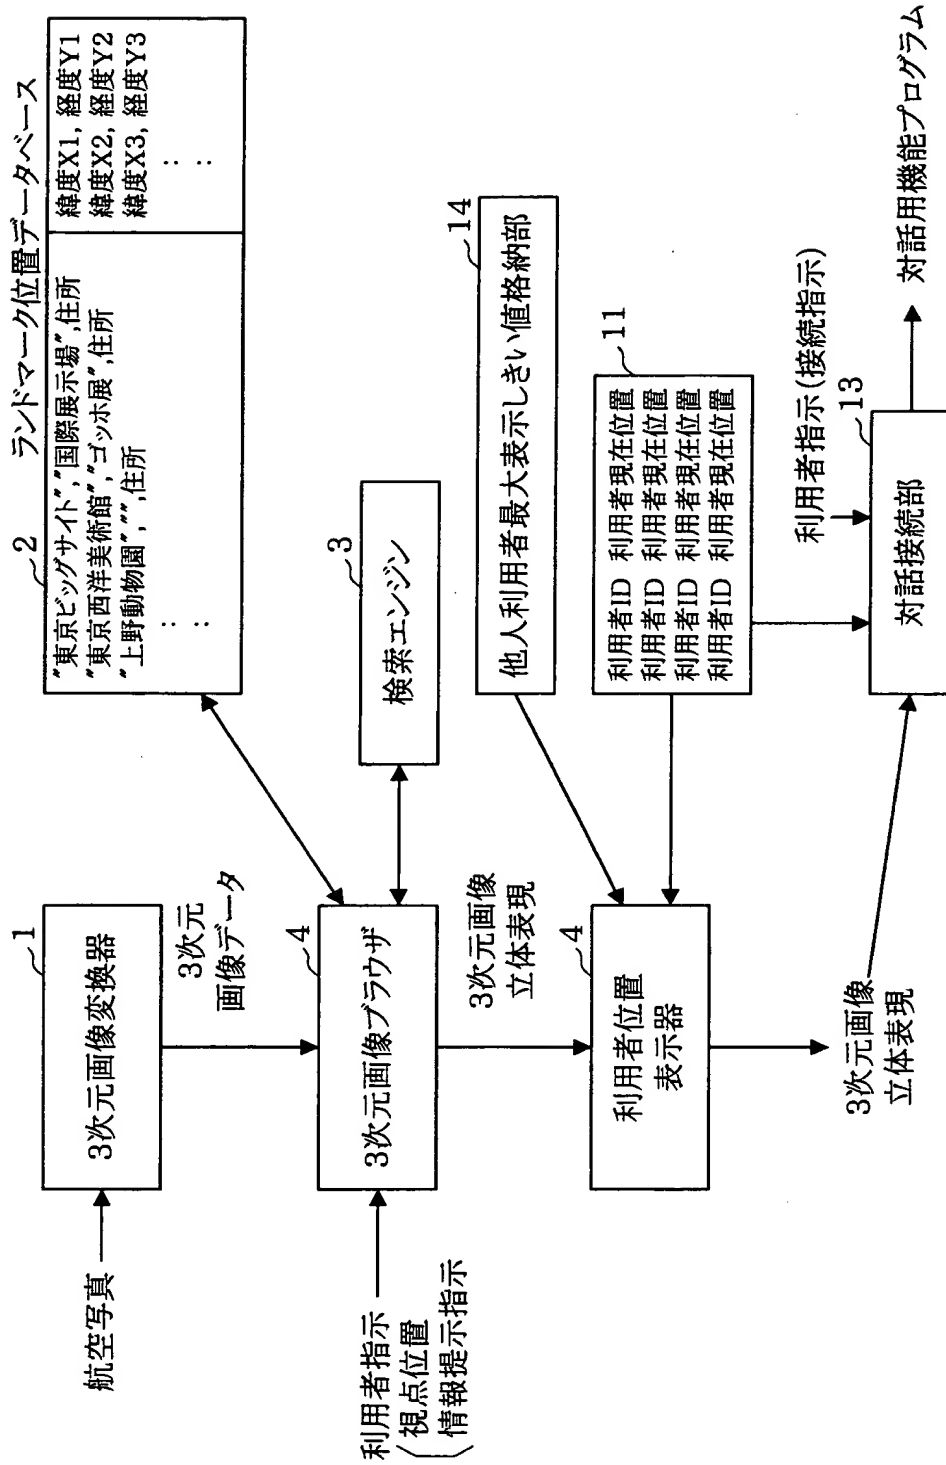 2
ランドマーク位置データベース
"東京ビッグサイト","国際展示場",住所
"東京西洋美術館","ゴッホ展",住所
"上野動物園","",住所
:
:
緯度X1, 経度Y1
緯度X2, 経度Y2
緯度X3, 経度Y3
:
:
航空写真
1
3次元画像変換器
3次元
画像データ
3
検索エンジン
利用者指示
視点位置
情報提示指示
4
3次元画像ブラウザ
3次元画像
立体表現
14
他人利用者最大表示しきい値格納部
4
利用者位置
表示器
11
利用者ID 利用者現在位置
利用者ID 利用者現在位置
利用者ID 利用者現在位置
利用者ID 利用者現在位置
利用者指示(接続指示)
3次元画像
立体表現
13
対話接続部
対話用機能プログラム